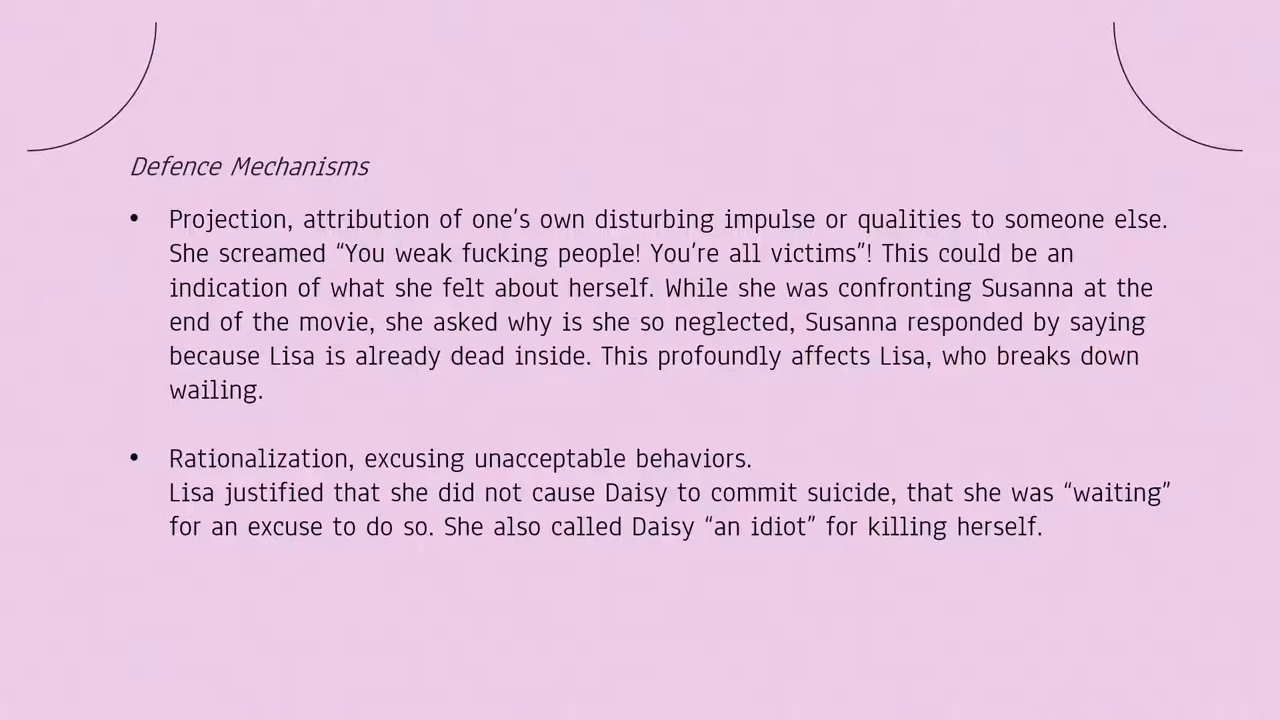 Defence Mechanisms
• Projection, attribution of one's own disturbing impulse or qualities to someone else.
She screamed “You weak fucking people! You're all victims”! This could be an
indication of what she felt about herself. While she was confronting Susanna at the
end of the movie, she asked why is she so neglected, Susanna responded by saying
because Lisa is already dead inside. This profoundly affects Lisa, who breaks down
wailing.
• Rationalization, excusing unacceptable behaviors.
Lisa justified that she did not cause Daisy to commit suicide, that she was “waiting”
for an excuse to do so. She also called Daisy “an idiot” for killing herself.